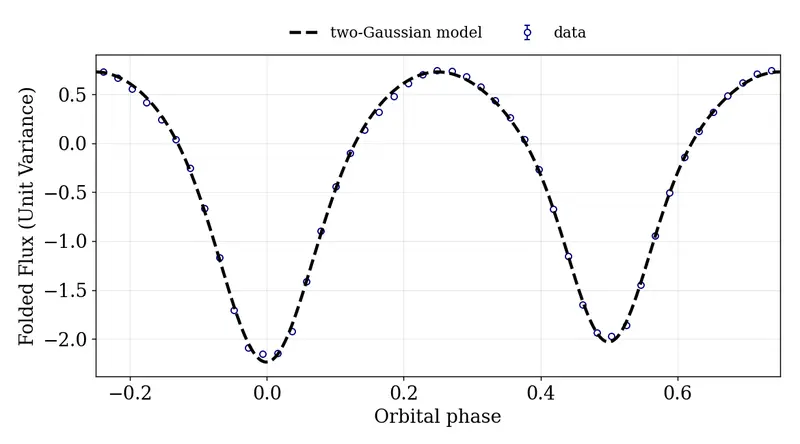 two-Gaussian model
data
Folded Flux (Unit Variance)
0.5
0.0
−0.5
−1.0
−1.5
−2.0
−0.2
0.0
0.2
0.4
0.6
Orbital phase